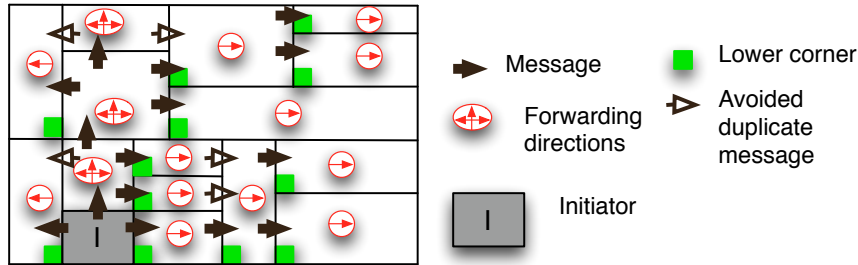 Message
Lower corner
Forwarding
directions
Avoided
duplicate
message
I
I
Initiator